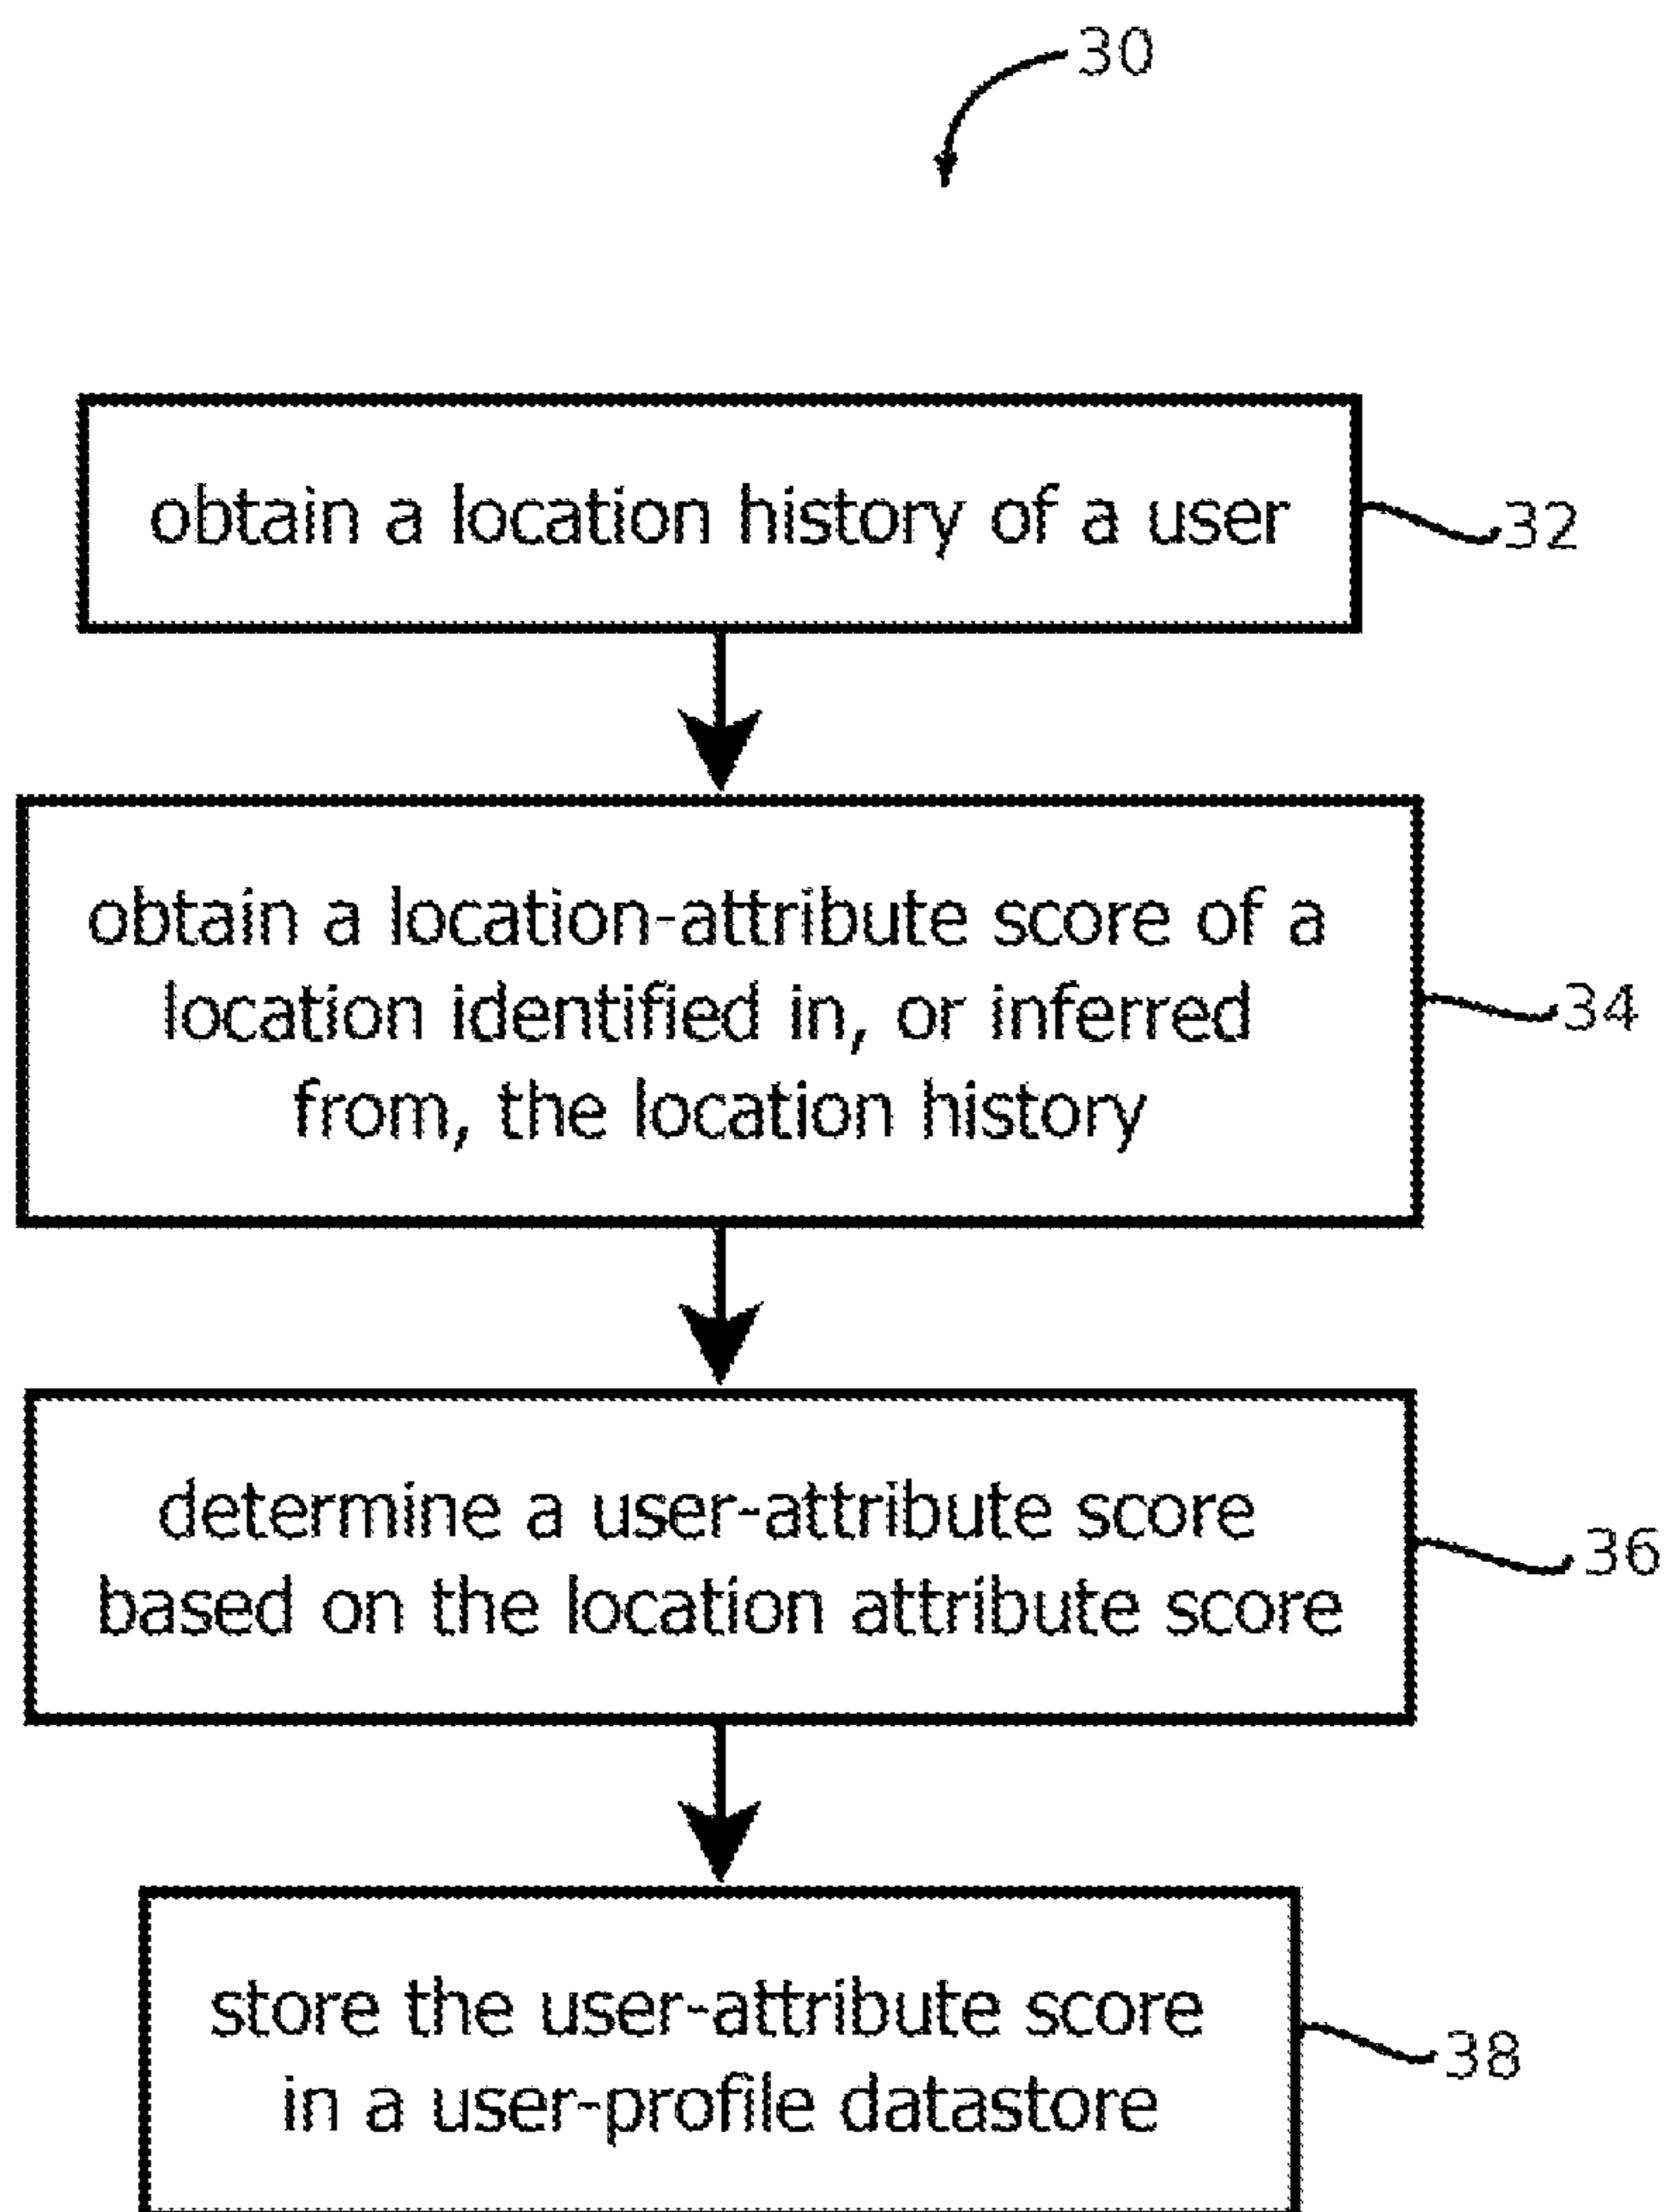 30
obtain a location history of a user
32
obtain a location-attribute score of a
location identified in, or inferred
from, the location history
34
determine a user-attribute score
based on the location attribute score
36
store the user-attribute score
in a user-profile datastore
38